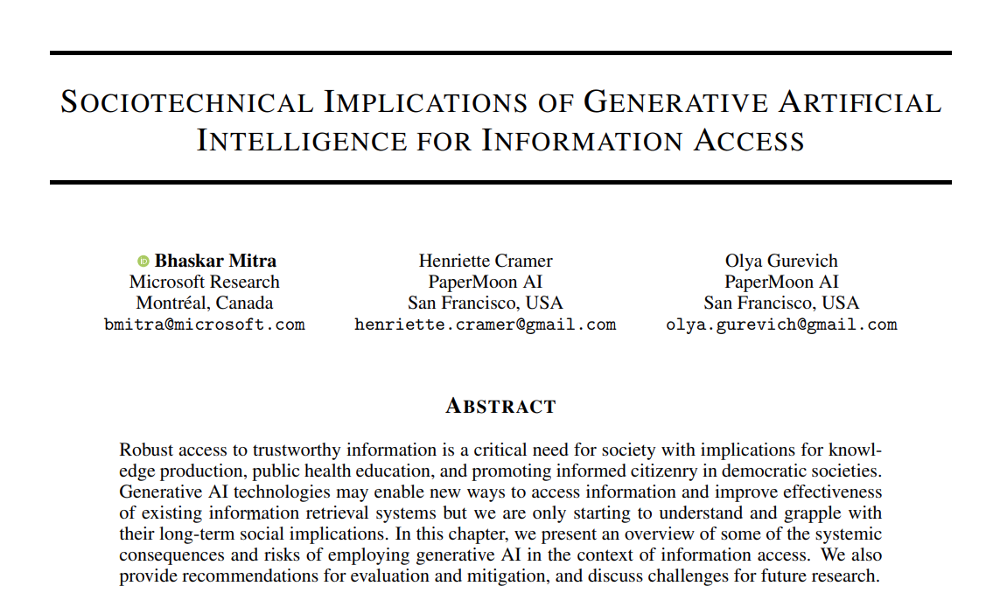 SOCIOTECHNICAL IMPLICATIONS OF GENERATIVE ARTIFICIAL
INTELLIGENCE FOR INFORMATION ACCESS
iD Bhaskar Mitra
Microsoft Research
Montréal, Canada
bmitra@microsoft.com
Henriette Cramer
PaperMoon AI
San Francisco, USA
henriette.cramer@gmail.com
Olya Gurevich
PaperMoon AI
San Francisco, USA
olya.gurevich@gmail.com
ABSTRACT
Robust access to trustworthy information is a critical need for society with implications for knowl-
edge production, public health education, and promoting informed citizenry in democratic societies.
Generative AI technologies may enable new ways to access information and improve effectiveness
of existing information retrieval systems but we are only starting to understand and grapple with
their long-term social implications. In this chapter, we present an overview of some of the systemic
consequences and risks of employing generative AI in the context of information access. We also
provide recommendations for evaluation and mitigation, and discuss challenges for future research.